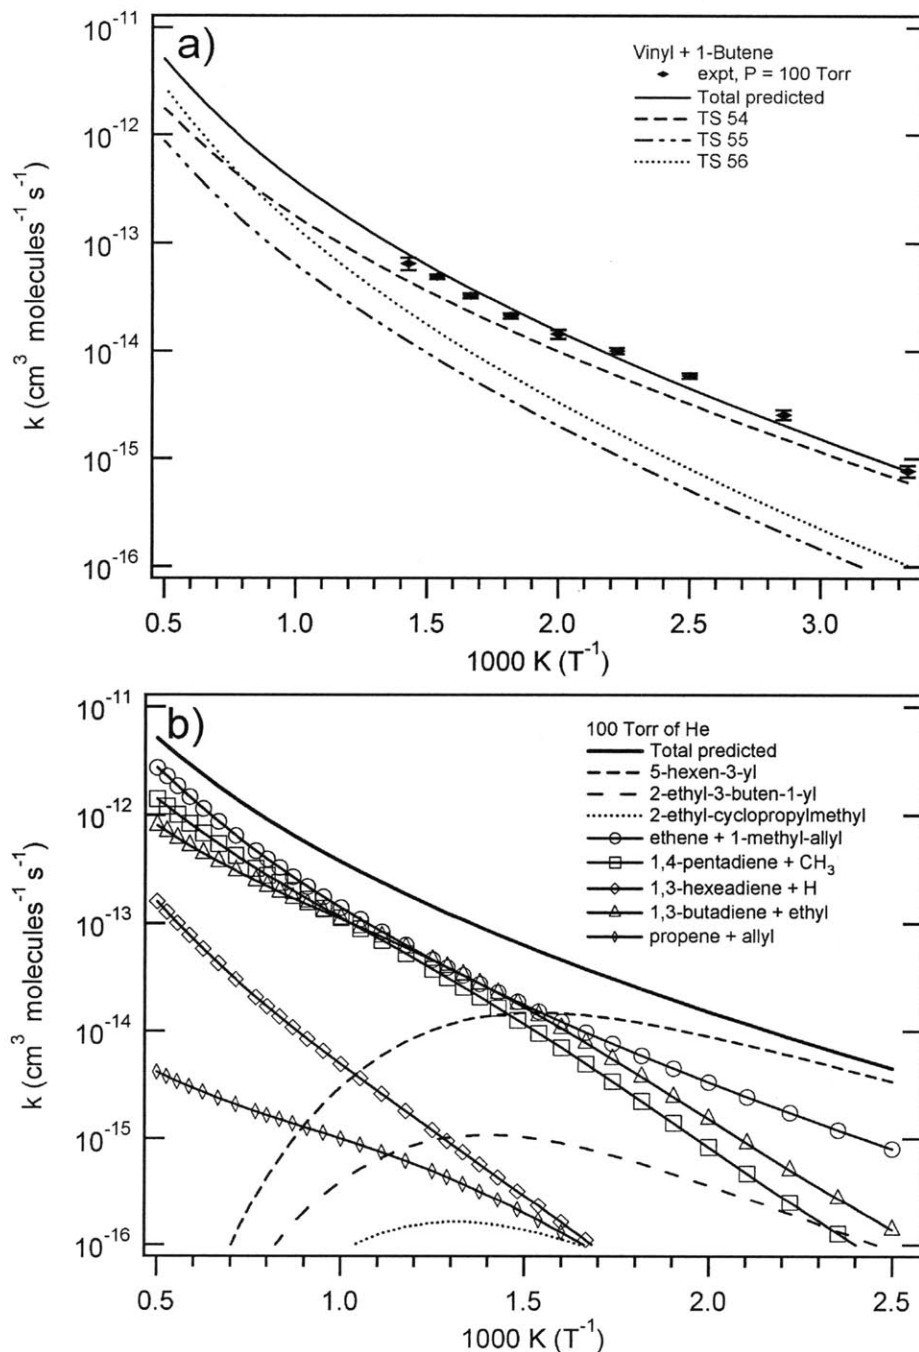 a)
Vinyl + 1-Butene
expt, P = 100 Torr
Total predicted
TS 54
TS 55
TS 56
k (cm³ molecules⁻¹ s⁻¹)
10⁻¹¹
10⁻¹²
10⁻¹³
10⁻¹⁴
10⁻¹⁵
10⁻¹⁶
0.5 1.0 1.5 2.0 2.5 3.0
1000 K (T⁻¹)
b)
100 Torr of He
Total predicted
5-hexen-3-yl
2-ethyl-3-buten-1-yl
2-ethyl-cyclopropylmethyl
ethene + 1-methyl-allyl
1,4-pentadiene + CH₃
1,3-hexeadiene + H
1,3-butadiene + ethyl
propene + allyl
k (cm³ molecules⁻¹ s⁻¹)
10⁻¹¹
10⁻¹²
10⁻¹³
10⁻¹⁴
10⁻¹⁵
10⁻¹⁶
0.5 1.0 1.5 2.0 2.5
1000 K (T⁻¹)